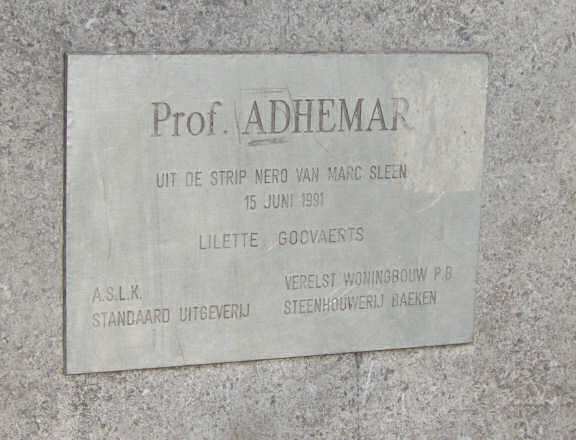 Prof. ADHEMAR
UIT DE STRIP NERO VAN MARC SLEEN
15 JUNI 1991
LILETTE GOOVAERTS
A.S.L.K.
STANDAARD UITGEVERIJ
VERELST WONINGBOUW P.B
STEENHOUWERIJ BAEKEN